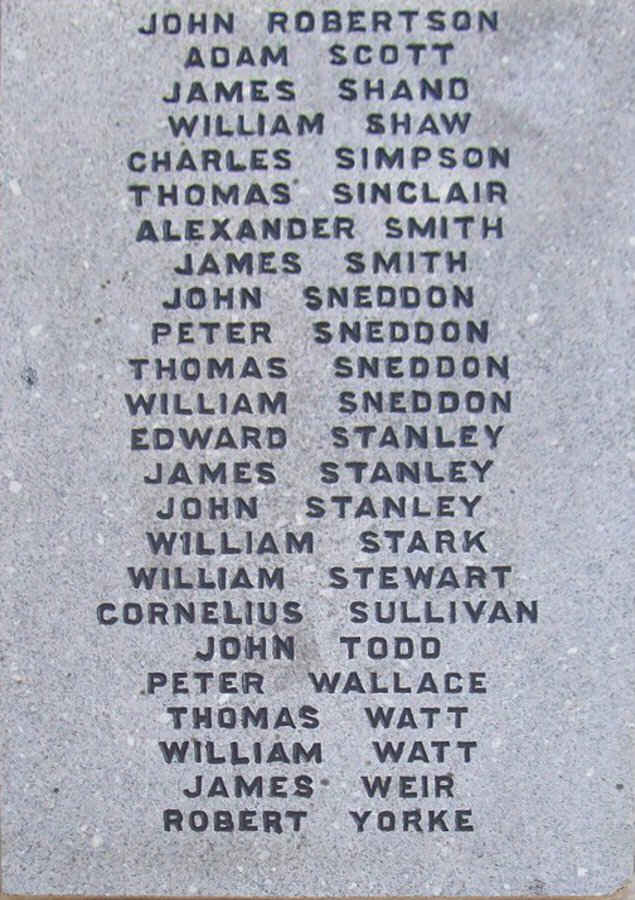 JOHN ROBERTSON
ADAM SCOTT
JAMES SHAND
WILLIAM SHAW
CHARLES SIMPSON
THOMAS SINCLAIR
ALEXANDER SMITH
JAMES SMITH
JOHN SNEDDON
PETER SNEDDON
THOMAS SNEDDON
WILLIAM SNEDDON
EDWARD STANLEY
JAMES STANLEY
JOHN STANLEY
WILLIAM STARK
WILLIAM STEWART
CORNELIUS SULLIVAN
JOHN TODD
PETER WALLACE
THOMAS WATT
WILLIAM WATT
JAMES WEIR
ROBERT YORKE